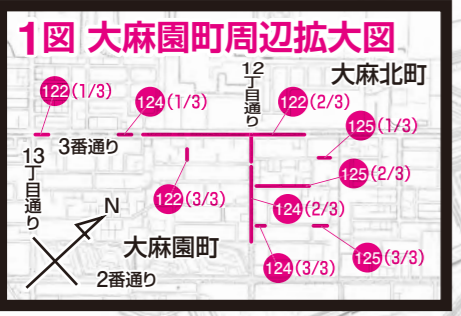 1図 大麻園町周辺拡大図
12丁目通り
大麻北町
122(1/3)
124(1/3)
122(2/3)
125(1/3)
3番通り
13丁目通り
122(3/3)
125(2/3)
124(2/3)
N
大麻園町
124(3/3)
125(3/3)
2番通り